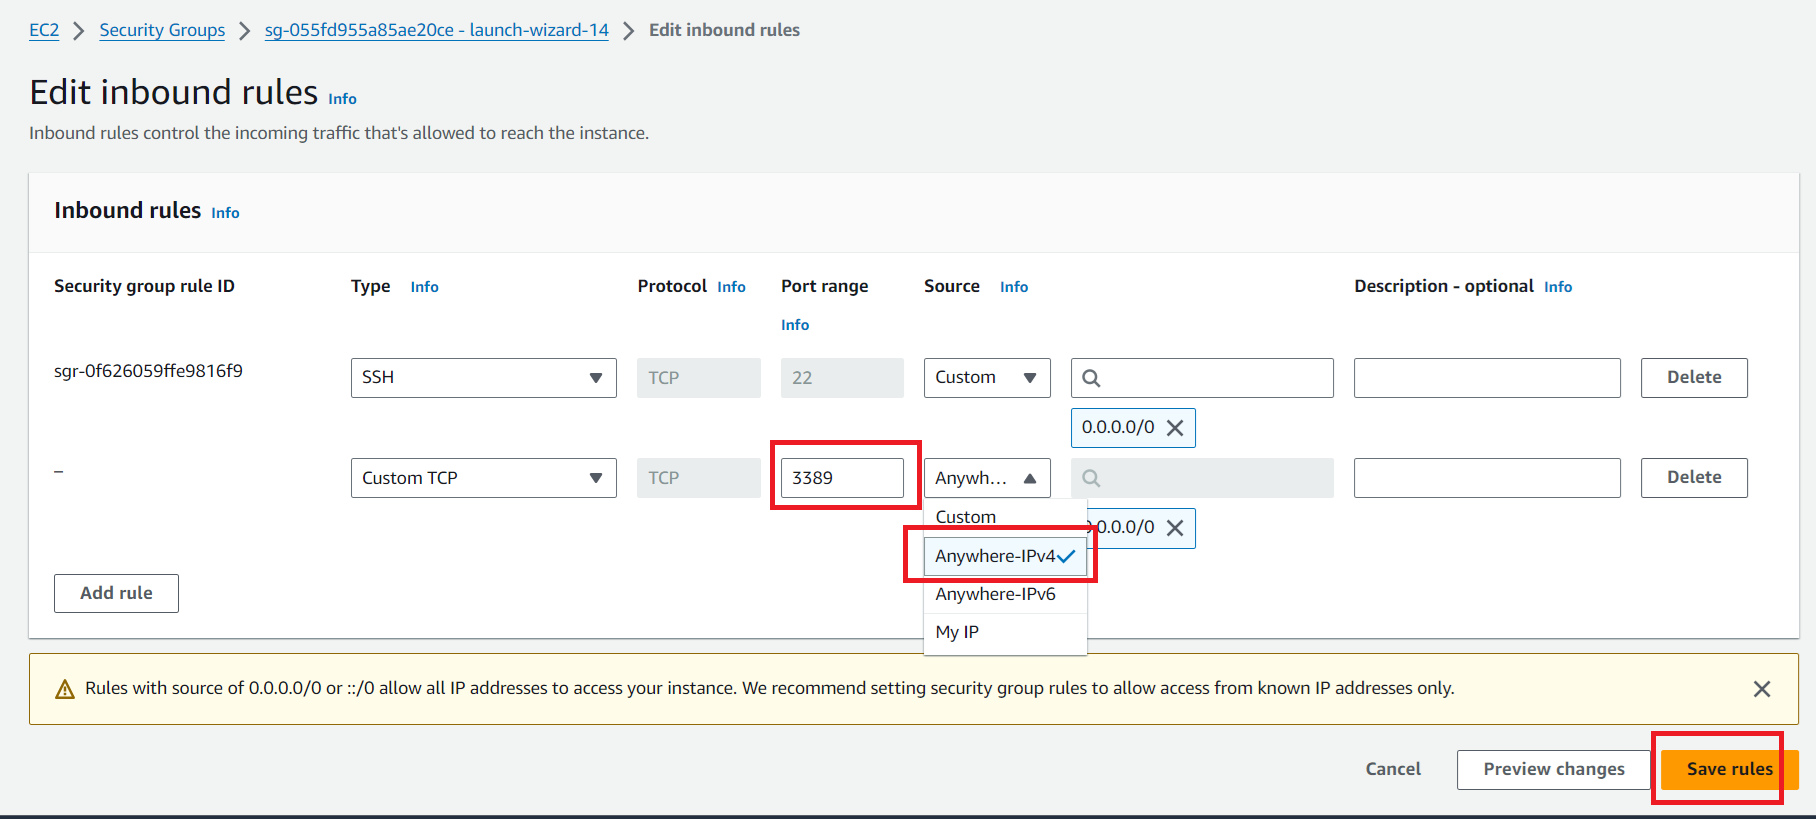 EC2 > Security Groups > sg-055fd955a85ae20ce - launch-wizard-14 > Edit inbound rules
Edit inbound rules Info
Inbound rules control the incoming traffic that's allowed to reach the instance.
Inbound rules Info
Security group rule ID Type Info Protocol Info Port range Source Info Description - optional Info
Info
sgr-0f626059ffe9816f9 SSH TCP 22 Custom Delete
0.0.0.0/0
– Custom TCP TCP 3389 Anywh... Delete
Custom
0.0.0.0/0
Anywhere-IPv4
Add rule
Anywhere-IPv6
My IP
Rules with source of 0.0.0.0/0 or ::/0 allow all IP addresses to access your instance. We recommend setting security group rules to allow access from known IP addresses only.
Cancel Preview changes Save rules